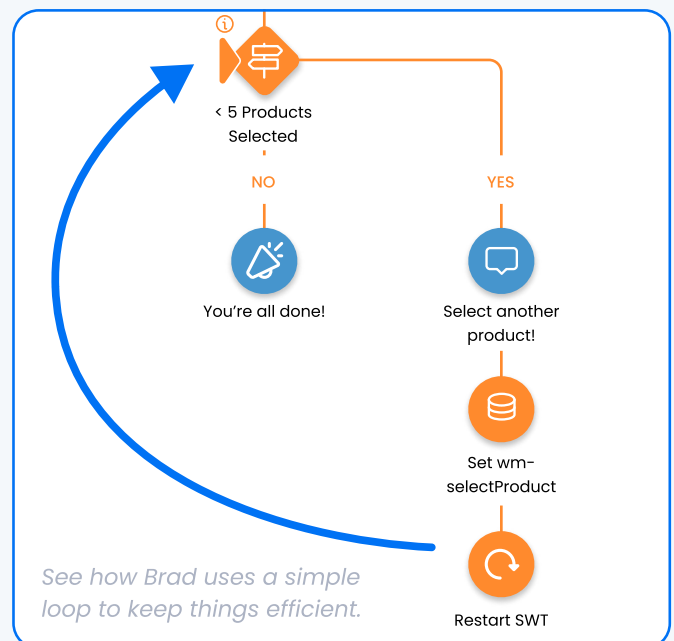 < 5 Products
Selected
NO
YES
You’re all done!
Select another
product!
Set wm-
selectProduct
Restart SWT
See how Brad uses a simple
loop to keep things efficient.